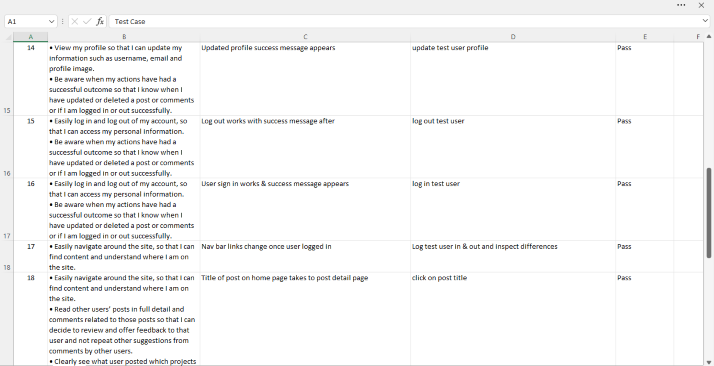 A1 fx Test Case
A B C D E F
14 • View my profile so that I can update my Updated profile success message appears update test user profile Pass
information such as username, email and
profile image.
• Be aware when my actions have had a
successful outcome so that I know when I
have updated or deleted a post or comments
15 or if I am logged in or out successfully.
15 • Easily log in and log out of my account, so Log out works with success message after log out test user Pass
that I can access my personal information.
• Be aware when my actions have had a
successful outcome so that I know when I
have updated or deleted a post or comments
16 or if I am logged in or out successfully.
16 • Easily log in and log out of my account, so User sign in works & success message appears log in test user Pass
that I can access my personal information.
• Be aware when my actions have had a
successful outcome so that I know when I
have updated or deleted a post or comments
17 or if I am logged in or out successfully.
17 • Easily navigate around the site, so that I can Nav bar links change once user logged in Log test user in & out and inspect differences Pass
find content and understand where I am on
18 the site.
18 • Easily navigate around the site, so that I can Title of post on home page takes to post detail page click on post title Pass
find content and understand where I am on
the site.
• Read other users' posts in full detail and
comments related to those posts so that I can
decide to review and offer feedback to that
user and not repeat other suggestions from
comments by other users.
• Clearly see what user posted which projects